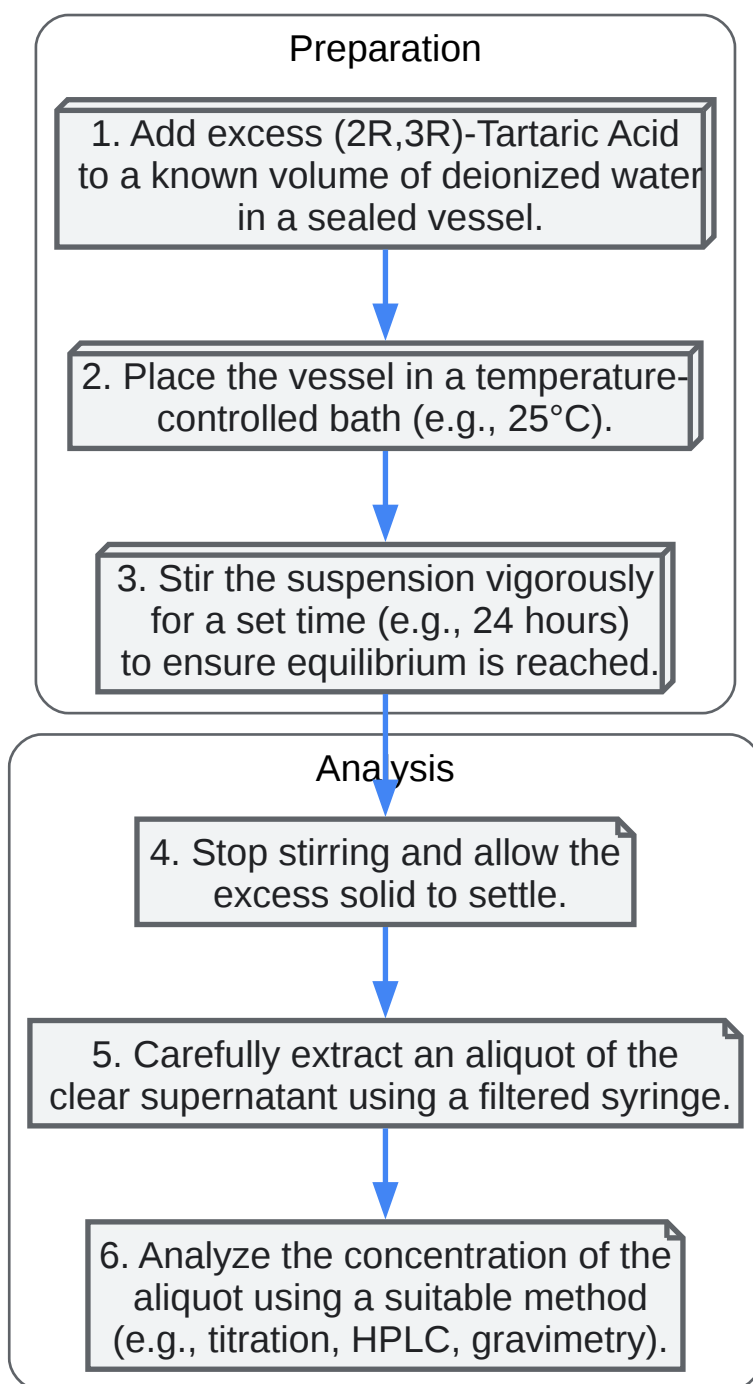 Preparation
1. Add excess (2R,3R)-Tartaric Acid
to a known volume of deionized water
in a sealed vessel.
2. Place the vessel in a temperature-
controlled bath (e.g., 25°C).
3. Stir the suspension vigorously
for a set time (e.g., 24 hours)
to ensure equilibrium is reached.
Analysis
4. Stop stirring and allow the
excess solid to settle.
5. Carefully extract an aliquot of the
clear supernatant using a filtered syringe.
6. Analyze the concentration of the
aliquot using a suitable method
(e.g., titration, HPLC, gravimetry).